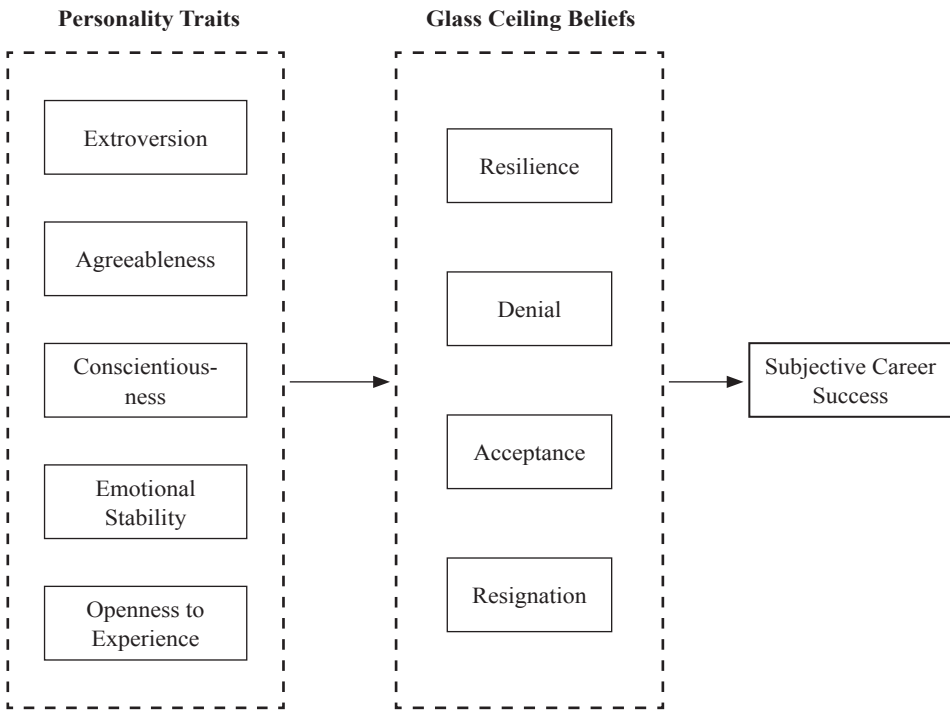 Personality Traits
Extroversion
Agreeableness
Conscientious-
ness
Emotional
Stability
Openness to
Experience
Glass Ceiling Beliefs
Resilience
Denial
Acceptance
Resignation
Subjective Career
Success